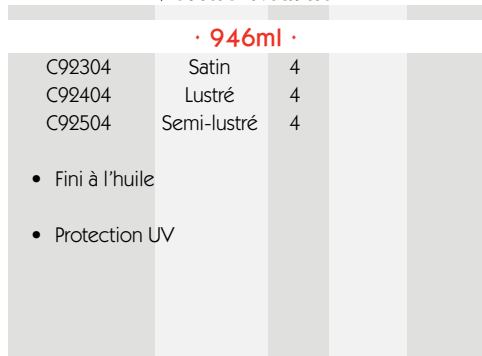 · 946ml ·
C92304 Satin 4
C92404 Lustré 4
C92504 Semi-lustré 4
• Fini à l'huile
• Protection UV